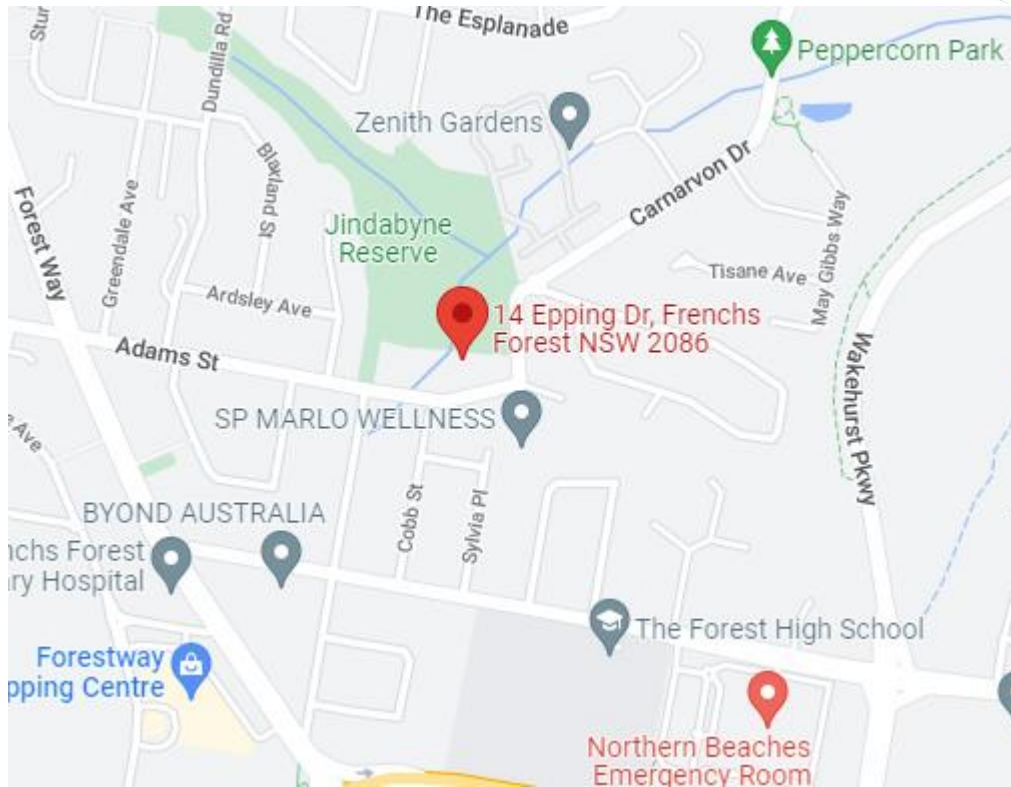 The Esplanade
Stur
Dundilla Rd
Peppercorn Park
Zenith Gardens
Blaxland St
Carnarvon Dr
Forest Way
Greendale Ave
Jindabyne
Reserve
May Gibbs Way
Tisane Ave
Ardsley Ave
14 Epping Dr, Frenchs
Forest NSW 2086
Adams St
Wakehurst Pkwy
SP MARLO WELLNESS
a Ave
Cobb St
Sylvia Pl
BYOND AUSTRALIA
nchs Forest
ary Hospital
The Forest High School
Forestway
pping Centre
Northern Beaches
Emergency Room